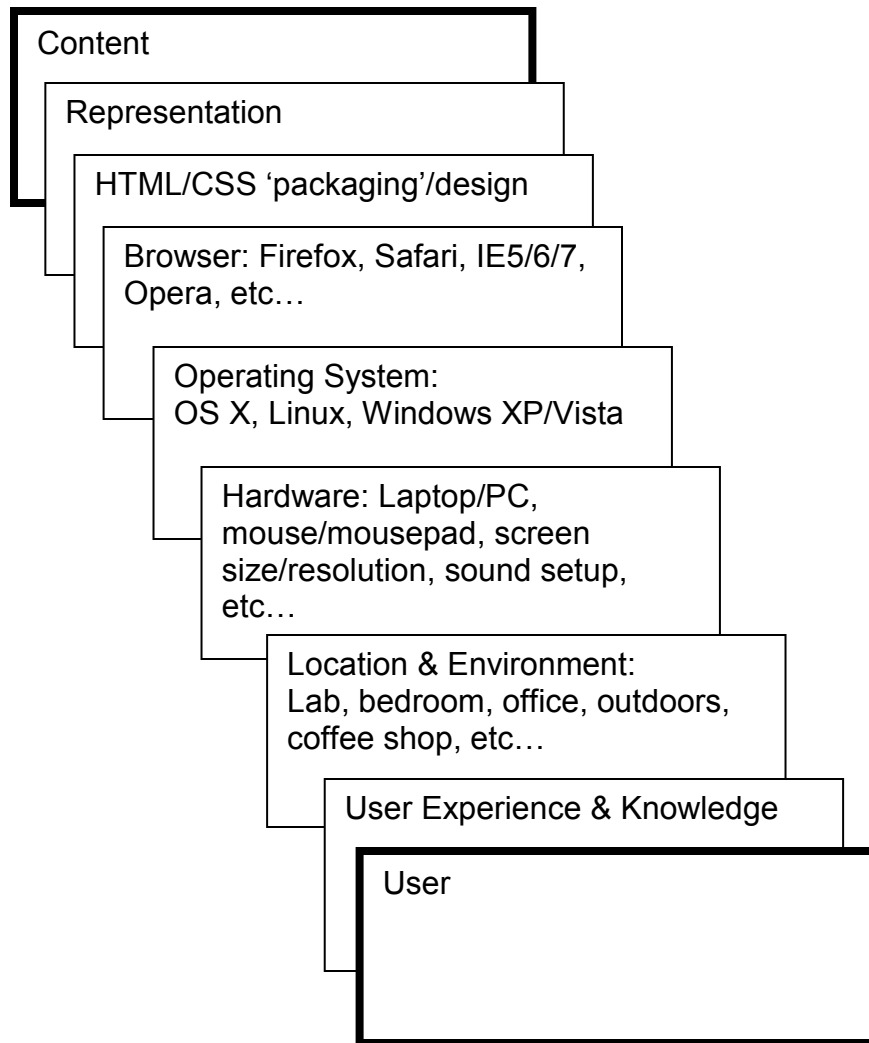 Content
Representation
HTML/CSS ‘packaging’/design
Browser: Firefox, Safari, IE5/6/7,
Opera, etc…
Operating System:
OS X, Linux, Windows XP/Vista
Hardware: Laptop/PC,
mouse/mousepad, screen
size/resolution, sound setup,
etc…
Location & Environment:
Lab, bedroom, office, outdoors,
coffee shop, etc…
User Experience & Knowledge
User